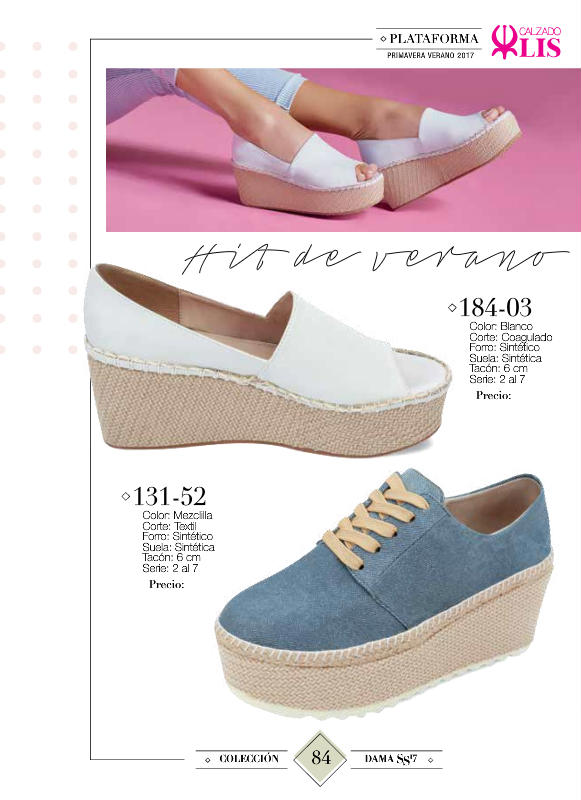 PLATAFORMA
PRIMAVERA VERANO 2017
CALZADO
LIS
Hit de verano
184-03
Color: Blanco
Corte: Coagulado
Forro: Sintético
Suela: Sintética
Tacón: 6 cm
Serie: 2 al 7
Precio:
131-52
Color: Mezclilla
Corte: Textil
Forro: Sintético
Suela: Sintética
Tacón: 6 cm
Serie: 2 al 7
Precio:
COLECCIÓN
84
DAMA SS'7